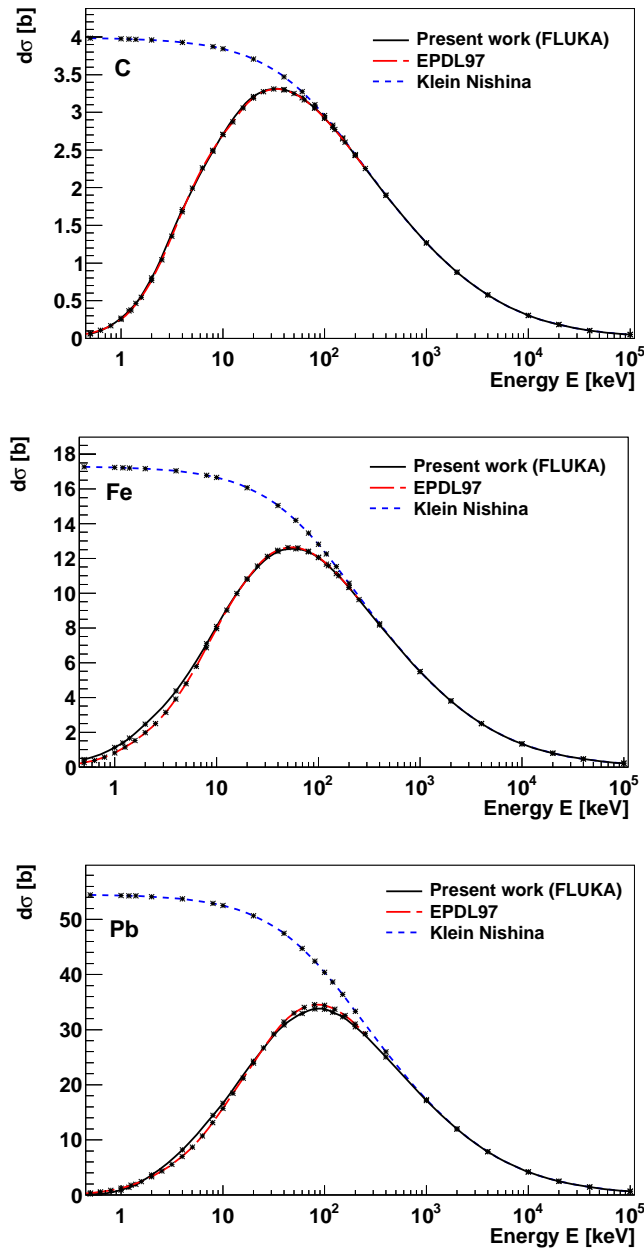 dσ [b]
4
3.5
3
2.5
2
1.5
1
0.5
0
C
Present work (FLUKA)
EPDL97
Klein Nishina
1 10 10² 10³ 10⁴ 10⁵
Energy E [keV]
dσ [b]
18
16
14
12
10
8
6
4
2
0
Fe
Present work (FLUKA)
EPDL97
Klein Nishina
1 10 10² 10³ 10⁴ 10⁵
Energy E [keV]
dσ [b]
50
40
30
20
10
0
Pb
Present work (FLUKA)
EPDL97
Klein Nishina
1 10 10² 10³ 10⁴ 10⁵
Energy E [keV]